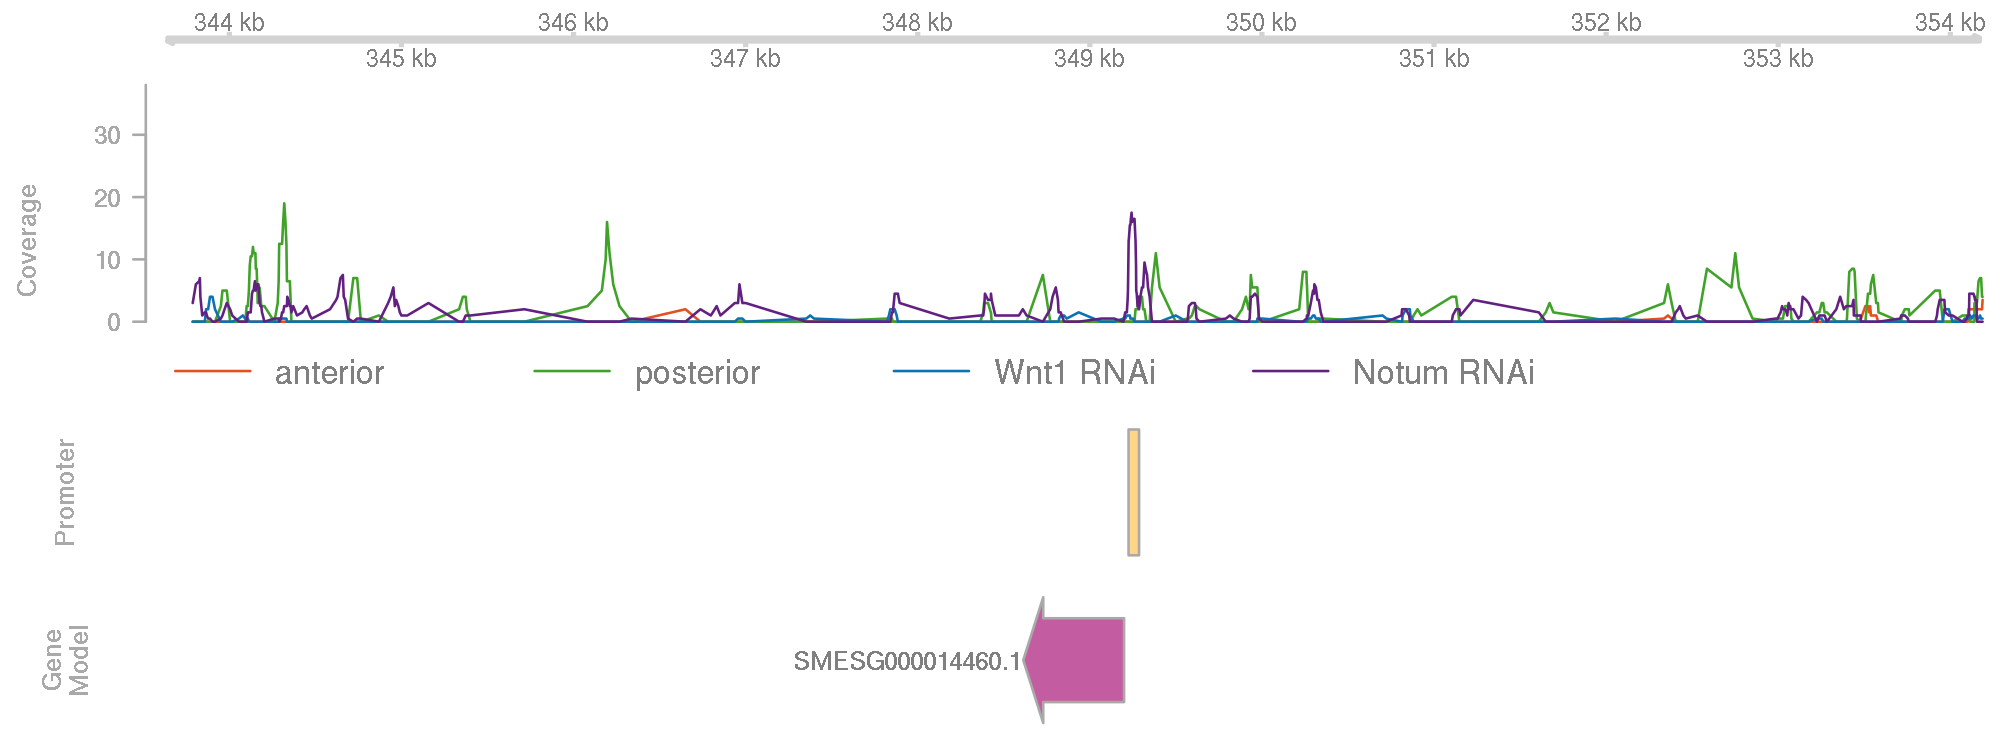 344 kb 346 kb 348 kb 350 kb 352 kb 354 kb
345 kb 347 kb 349 kb 351 kb 353 kb
Coverage
30
20
10
0
anterior posterior Wnt1 RNAi Notum RNAi
Promoter
Gene
Model
SMESG000014460.1